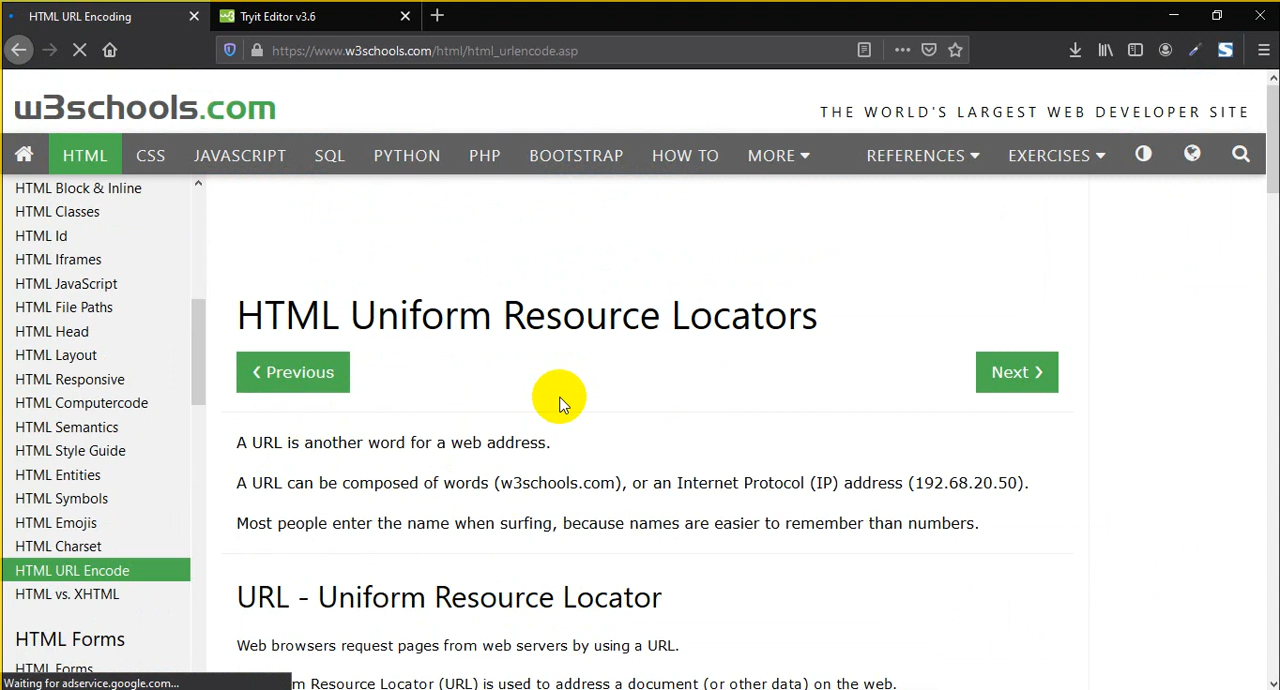 HTML URL Encoding
Tryit Editor v3.6
https://www.w3schools.com/html/html_urlencode.asp
w3schools.com
THE WORLD'S LARGEST WEB DEVELOPER SITE
HTML CSS JAVASCRIPT SQL PYTHON PHP BOOTSTRAP HOW TO MORE REFERENCES EXERCISES
HTML Block & Inline
HTML Classes
HTML Id
HTML Iframes
HTML JavaScript
HTML File Paths
HTML Head
HTML Layout
HTML Responsive
HTML Computercode
HTML Semantics
HTML Style Guide
HTML Entities
HTML Symbols
HTML Emojis
HTML Charset
HTML URL Encode
HTML vs. XHTML
HTML Forms
HTML Forms
HTML Uniform Resource Locators
❮ Previous
Next ❯
A URL is another word for a web address.
A URL can be composed of words (w3schools.com), or an Internet Protocol (IP) address (192.68.20.50).
Most people enter the name when surfing, because names are easier to remember than numbers.
URL - Uniform Resource Locator
Web browsers request pages from web servers by using a URL.
m Resource Locator (URL) is used to address a document (or other data) on the web.
Waiting for adservice.google.com...